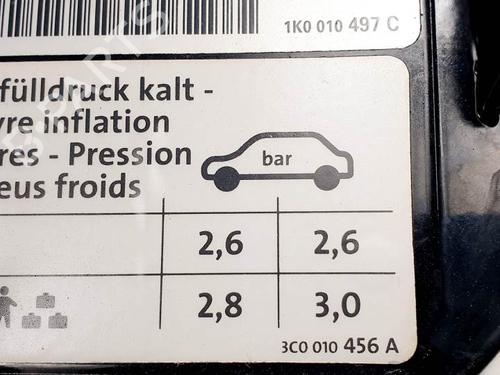 1K0 010 497 C
fülldruck kalt -
yre inflation
res - Pression
eus froids
bar
2,6 2,6
2,8 3,0
3C0 010 456 A